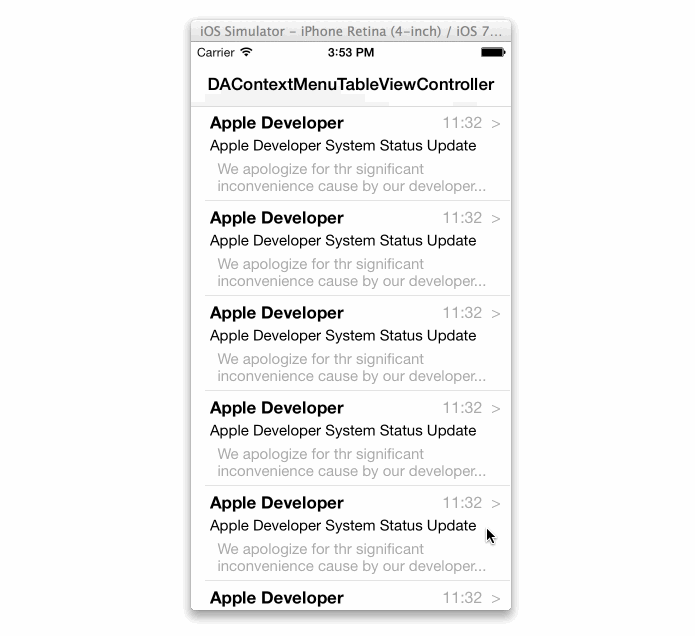 iOS Simulator – iPhone Retina (4-inch) / iOS 7...
Carrier 3:53 PM
DAContextMenuTableViewController
Apple Developer 11:32 >
Apple Developer System Status Update
We apologize for thr significant
inconvenience cause by our developer...
Apple Developer 11:32 >
Apple Developer System Status Update
We apologize for thr significant
inconvenience cause by our developer...
Apple Developer 11:32 >
Apple Developer System Status Update
We apologize for thr significant
inconvenience cause by our developer...
Apple Developer 11:32 >
Apple Developer System Status Update
We apologize for thr significant
inconvenience cause by our developer...
Apple Developer 11:32 >
Apple Developer System Status Update
We apologize for thr significant
inconvenience cause by our developer...
Apple Developer 11:32 >